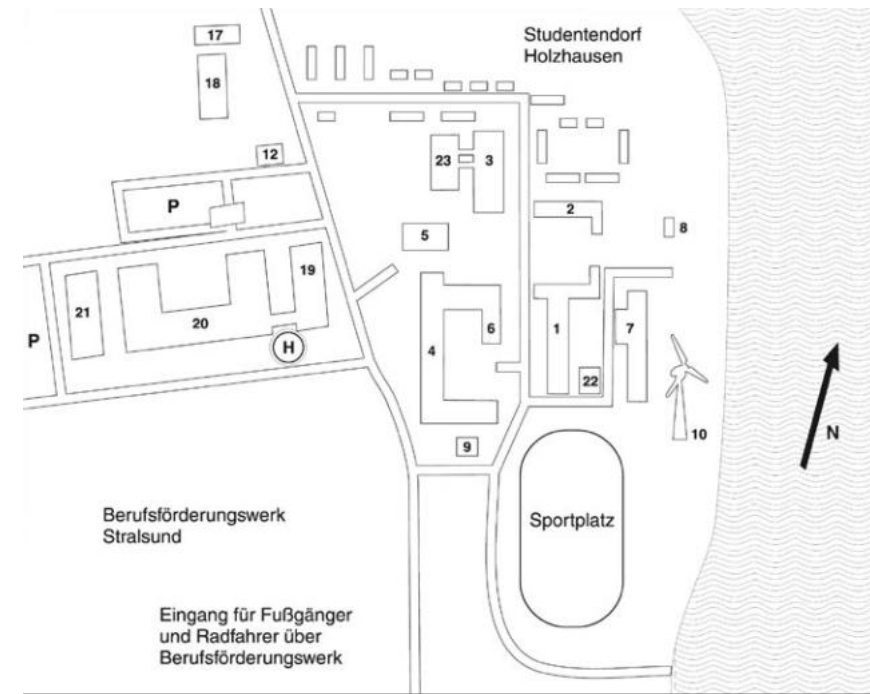 17
Studentendorf
Holzhausen
18
12
23
3
P
2
5
8
19
21
20
P
H
4
6
1
7
22
10
N
9
Sportplatz
Berufsförderungswerk
Stralsund
Eingang für Fußgänger
und Radfahrer über
Berufsförderungswerk